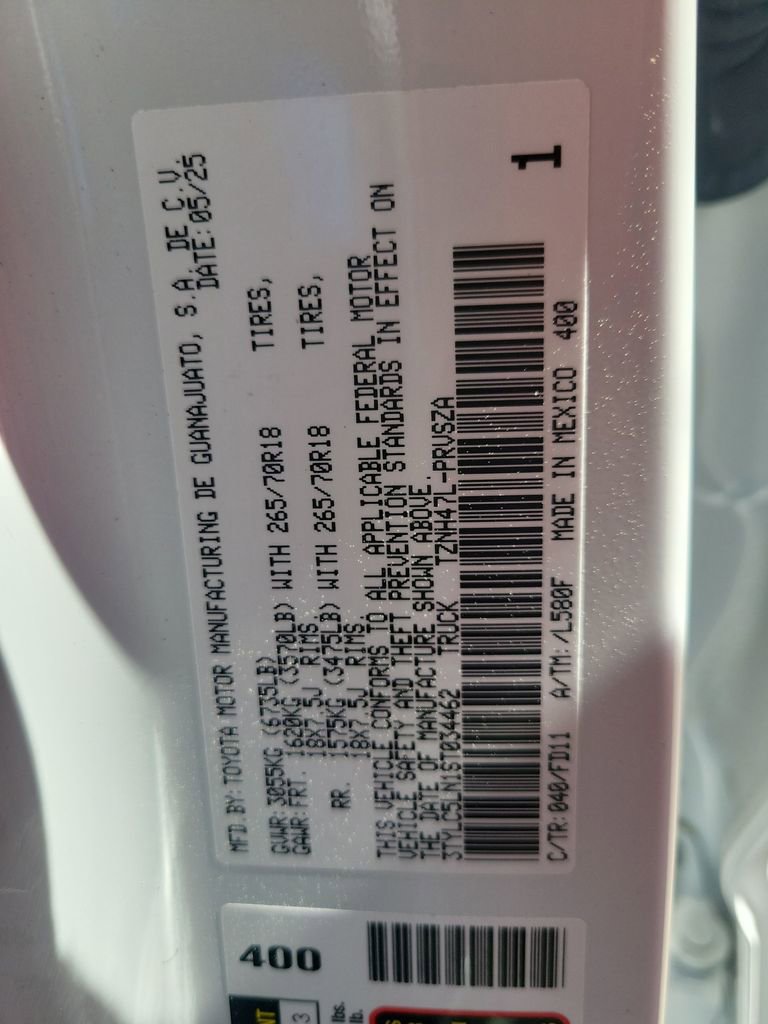 MFD.BY:TOYOTA MOTOR MANUFACTURING DE GUANAJUATO, S.A. DE C.V.
DATE:05/25
GVWR:3055KG (6735LB)
GAWR:FRT. 1620KG (3570LB) WITH 265/70R18 TIRES,
18X7.5J RIMS
RR. 1575KG (3475LB) WITH 265/70R18 TIRES,
18X7.5J RIMS
THIS VEHICLE CONFORMS TO ALL APPLICABLE FEDERAL MOTOR
VEHICLE SAFETY AND THEFT PREVENTION STANDARDS IN EFFECT ON
THE DATE OF MANUFACTURE SHOWN ABOVE.
3TYLC5LN1ST034462 TRUCK TZNH47L-PRVSZA
1
C/TR:040/FD11 A/TM:/L580F MADE IN MEXICO 400
400
lbs.
lb.